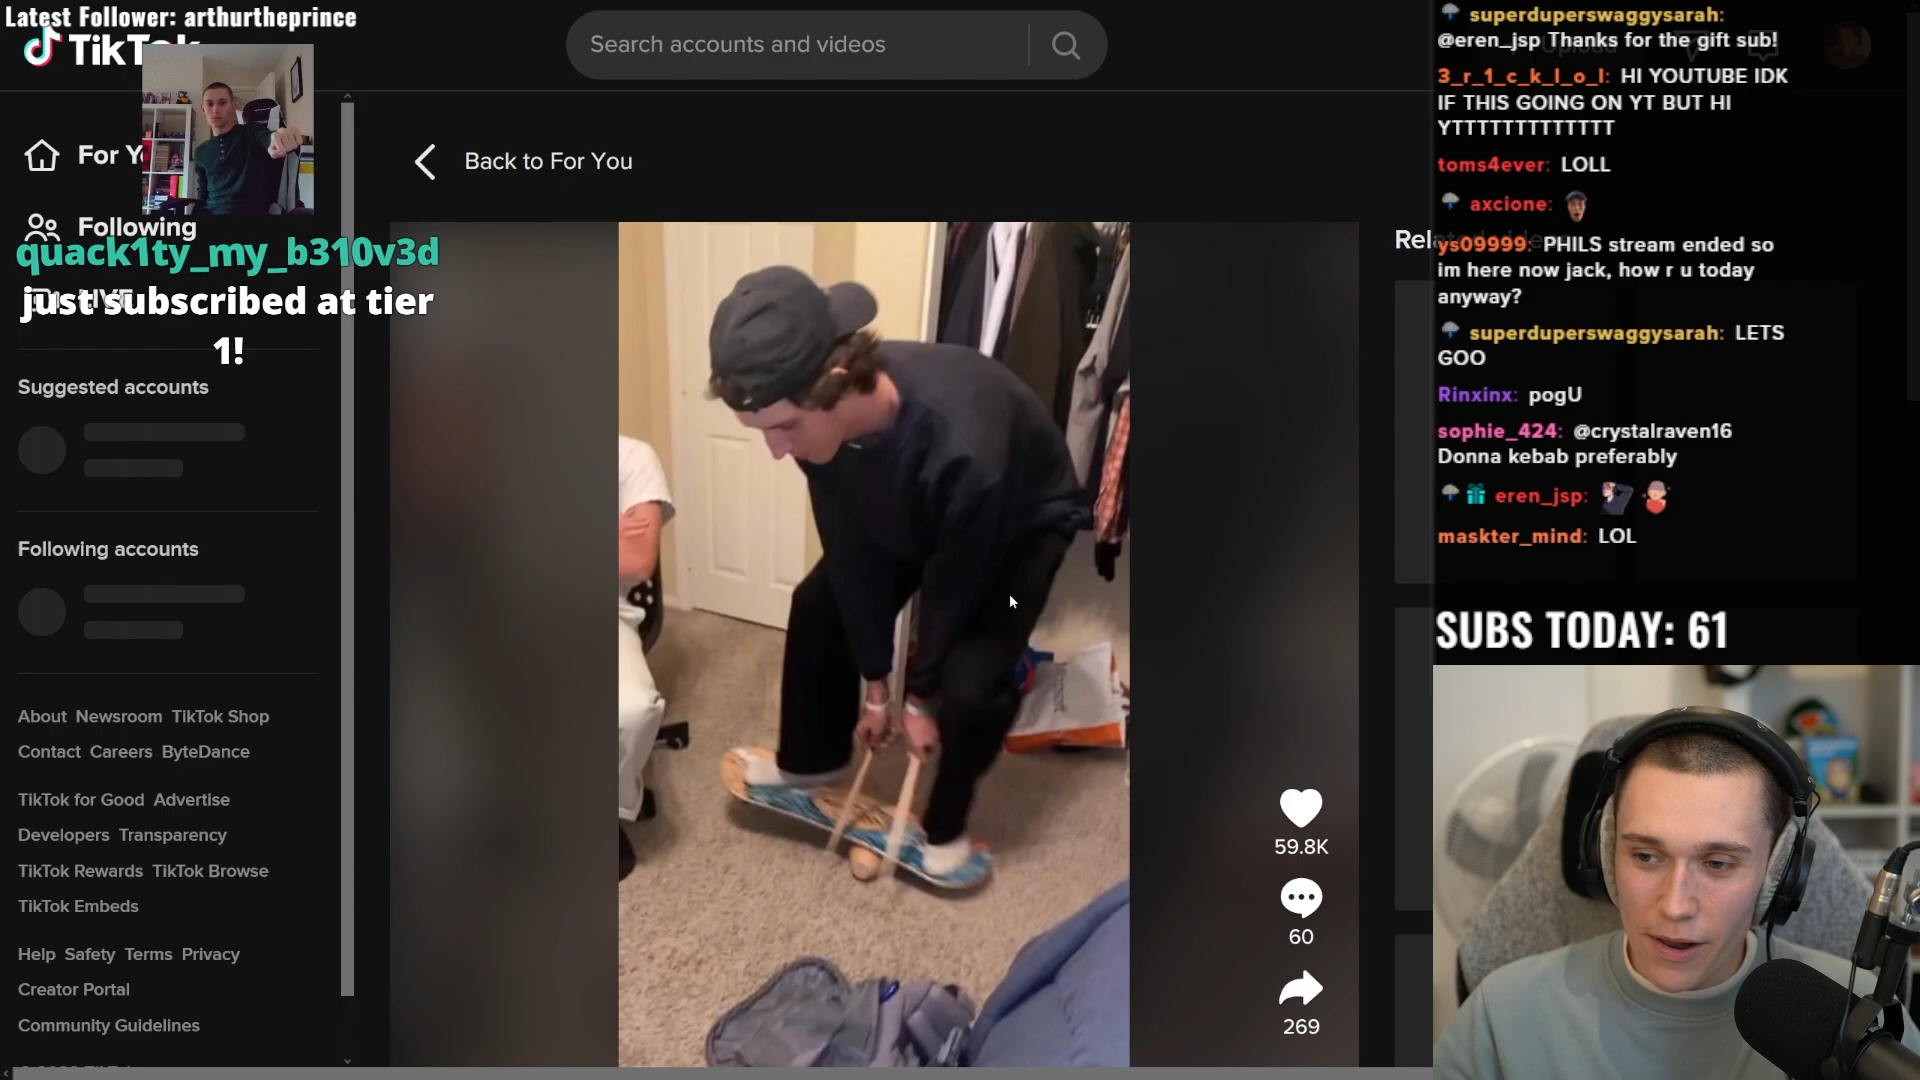 Latest Follower: arthurtheprince
TikTok
Search accounts and videos
For Y
Following
quack1ty_my_b310v3d
just subscribed at tier
1!
LIVE
Suggested accounts
Following accounts
About Newsroom TikTok Shop
Contact Careers ByteDance
TikTok for Good Advertise
Developers Transparency
TikTok Rewards TikTok Browse
TikTok Embeds
Help Safety Terms Privacy
Creator Portal
Community Guidelines
Back to For You
59.8K
60
269
superduperswaggysarah:
@eren_jsp Thanks for the gift sub!
3_r_1_c_k_l_o_l: HI YOUTUBE IDK
IF THIS GOING ON YT BUT HI
YTTTTTTTTTTTTT
toms4ever: LOLL
axcione:
ys09999: PHILS stream ended so
im here now jack, how r u today
anyway?
superduperswaggysarah: LETS
GOO
Rinxinx: pogU
sophie_424: @crystalraven16
Donna kebab preferably
eren_jsp:
maskter_mind: LOL
SUBS TODAY: 61